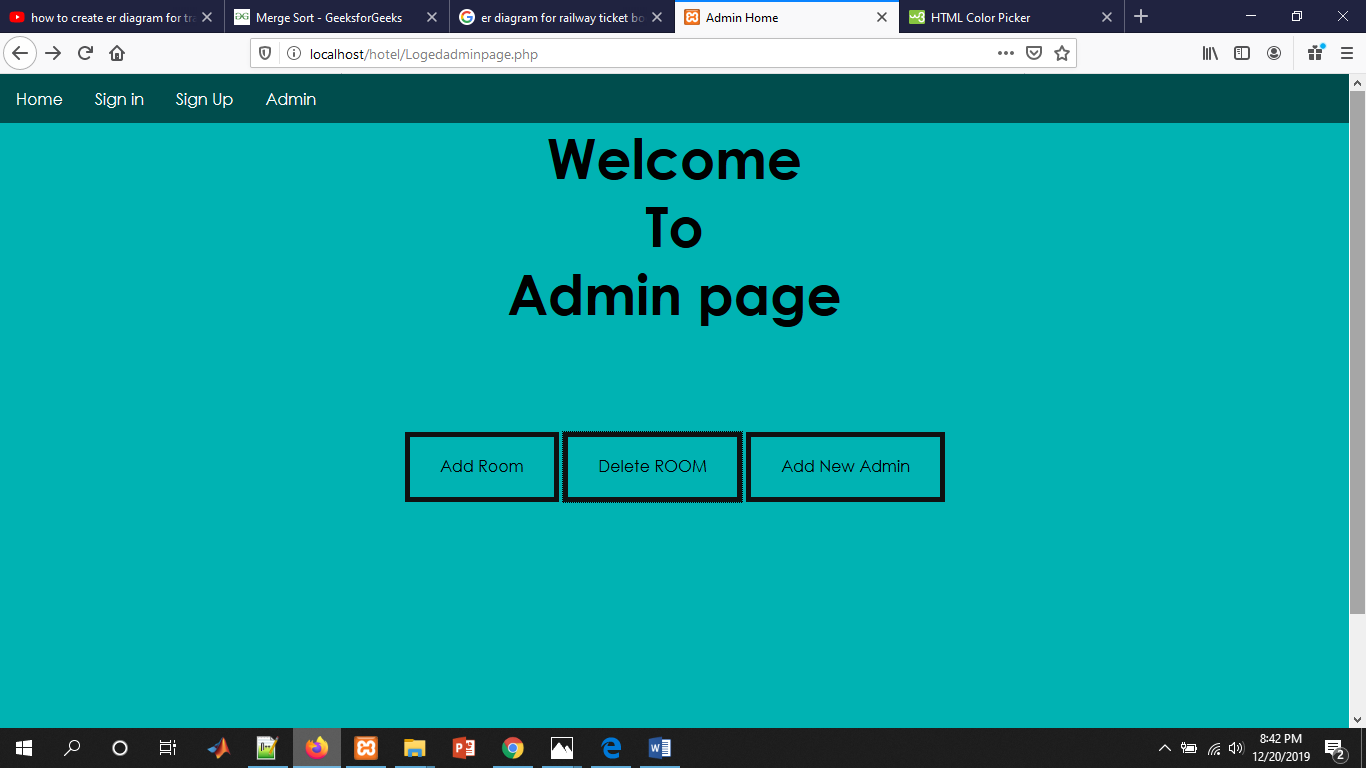 how to create er diagram for tra
Merge Sort - GeeksforGeeks
er diagram for railway ticket bo
Admin Home
HTML Color Picker
localhost/hotel/Logedadminpage.php
Home
Sign in
Sign Up
Admin
Welcome
To
Admin page
Add Room
Delete ROOM
Add New Admin
8:42 PM
12/20/2019
2